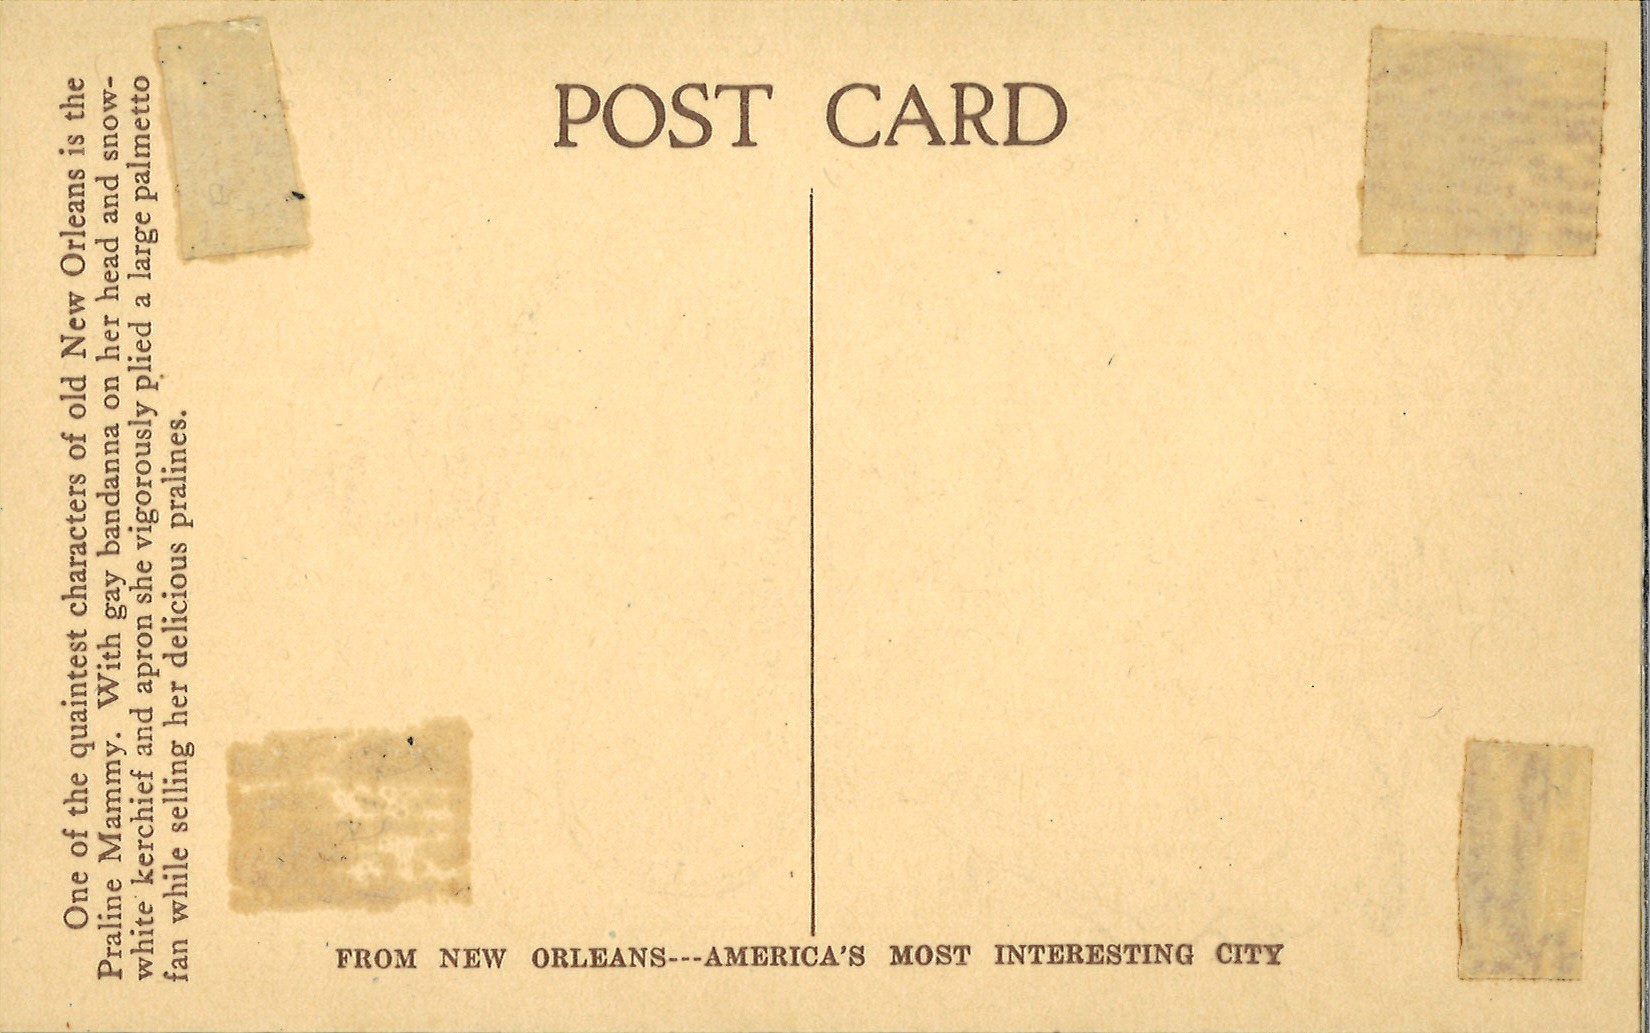 POST CARD
One of the quaintest characters of old New Orleans is the
Praline Mammy. With gay bandanna on her head and snow-
white kerchief and apron she vigorously plied a large palmetto
fan while selling her delicious pralines.
FROM NEW ORLEANS---AMERICA'S MOST INTERESTING CITY